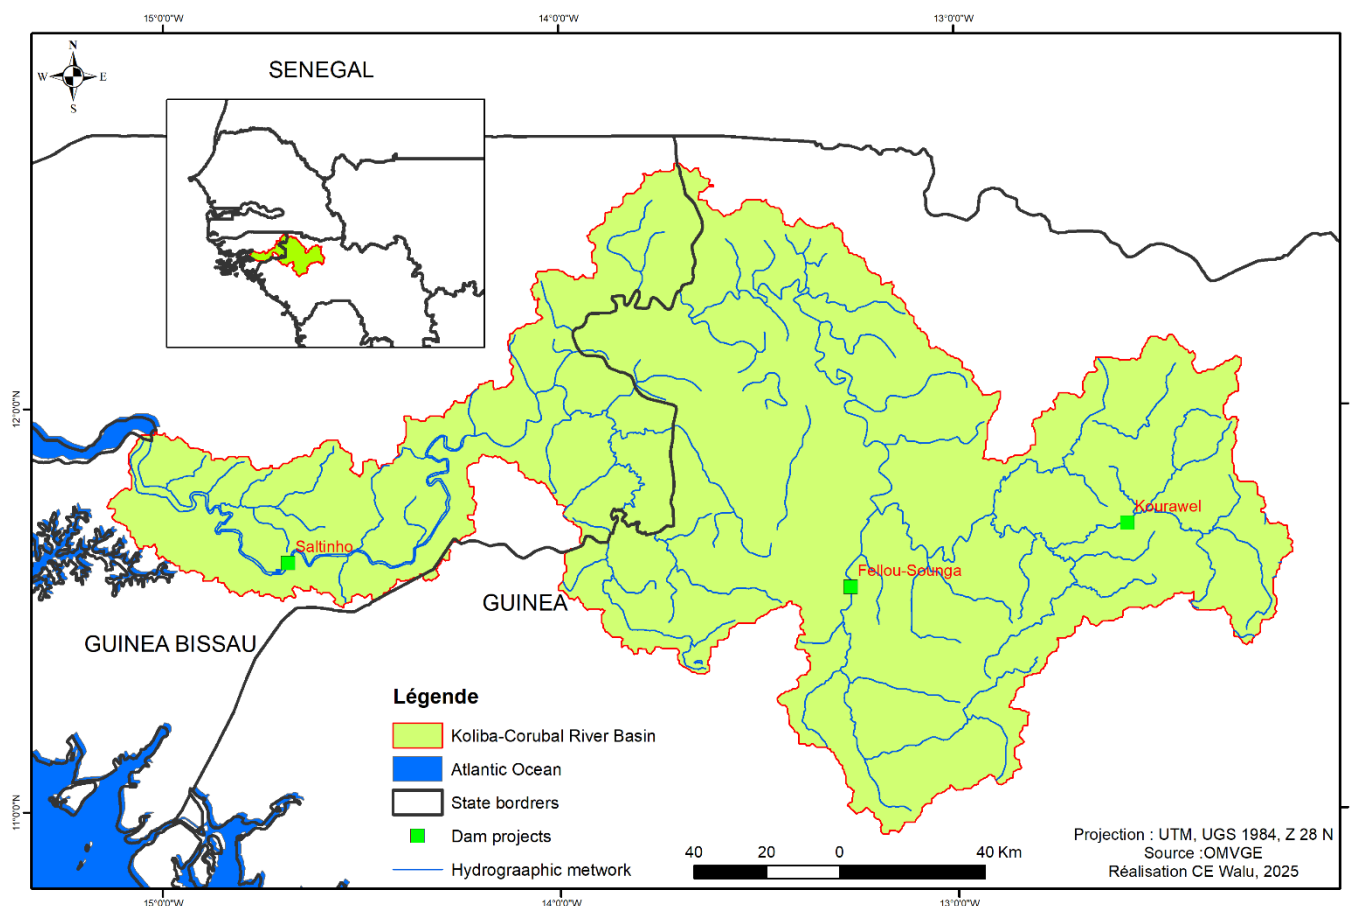 15°0'0"W
14°0'0"W
13°0'0"W
N
W
E
S
SENEGAL
12°0'0"N
Kourawel
Saltinho
Fellou-Sounga
GUINEA
GUINEA BISSAU
Légende
Koliba-Corubal River Basin
Atlantic Ocean
State bordrers
Dam projects
Hydrograaphic metwork
11°0'0"N
40 20 0 40 Km
Projection : UTM, UGS 1984, Z 28 N
Source :OMVGE
Réalisation CE Walu, 2025
15°0'0"W
14°0'0"W
13°0'0"W